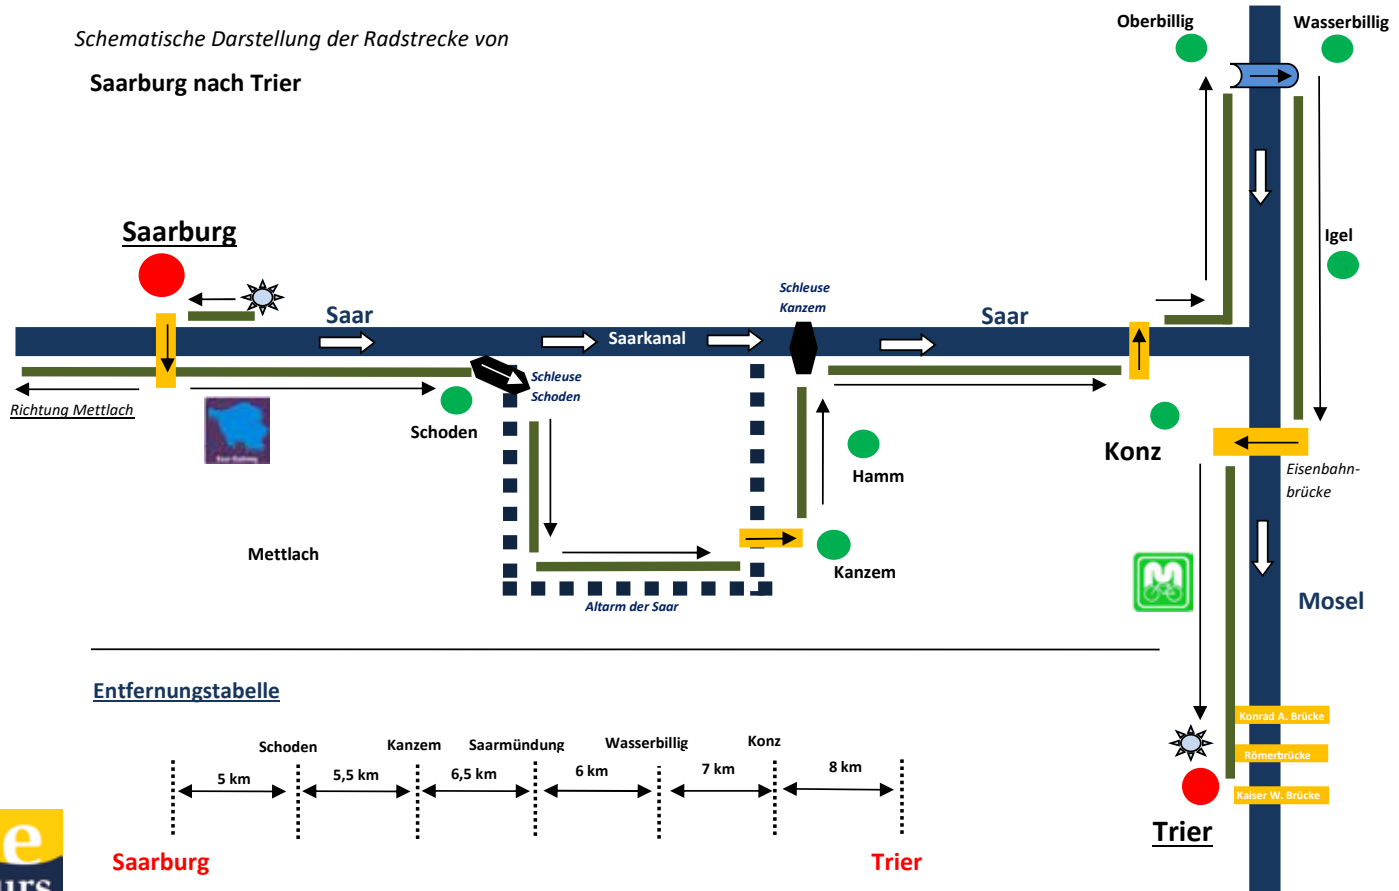 Schematische Darstellung der Radstrecke von
Saarburg nach Trier
Oberbillig
Wasserbillig
Saarburg
Igel
Saar
Saarkanal
Schleuse
Kanzem
Saar
Richtung Mettlach
Schoden
Schleuse
Schoden
Hamm
Konz
Eisenbahn-
brücke
Mettlach
Kanzem
Altarm der Saar
M
Mosel
Konrad A. Brücke
Römerbrücke
Kaiser W. Brücke
Trier
Entfernungstabelle
Schoden
Kanzem
Saarmündung
Wasserbillig
Konz
5 km
5,5 km
6,5 km
6 km
7 km
8 km
Saarburg
Trier
e
urs